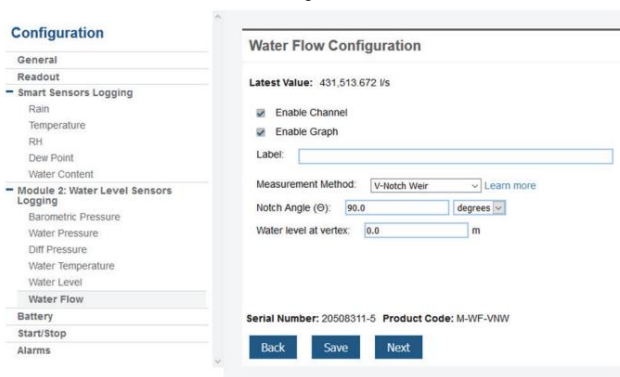 Configuration
General
Readout
Smart Sensors Logging
Rain
Temperature
RH
Dew Point
Water Content
Module 2: Water Level Sensors
Logging
Barometric Pressure
Water Pressure
Diff Pressure
Water Temperature
Water Level
Water Flow
Battery
Start/Stop
Alarms
Water Flow Configuration
Latest Value: 431,513.672 l/s
Enable Channel
Enable Graph
Label:
Measurement Method: V-Notch Weir Learn more
Notch Angle (Θ): 90.0 degrees
Water level at vertex: 0.0 m
Serial Number: 20508311-5 Product Code: M-WF-VNW
Back Save Next